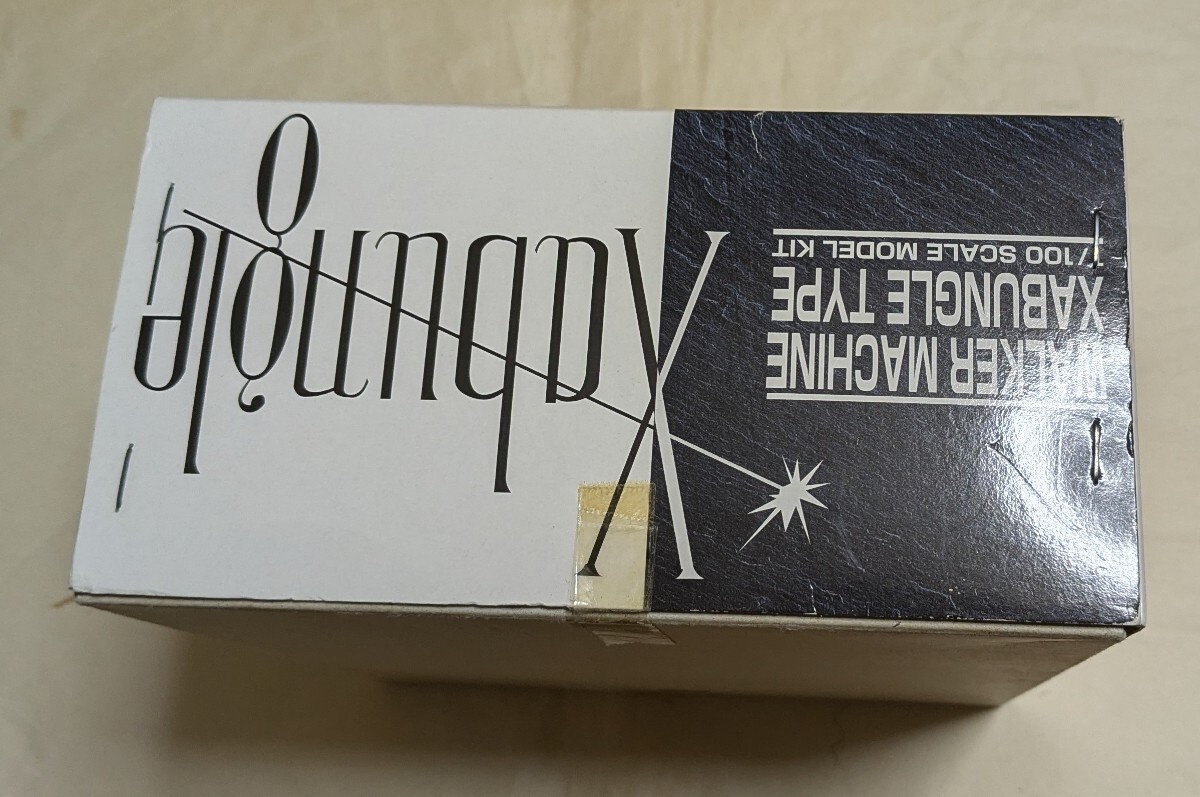 Xabungle
WALKER MACHINE
XABUNGLE TYPE
1/100 SCALE MODEL KIT